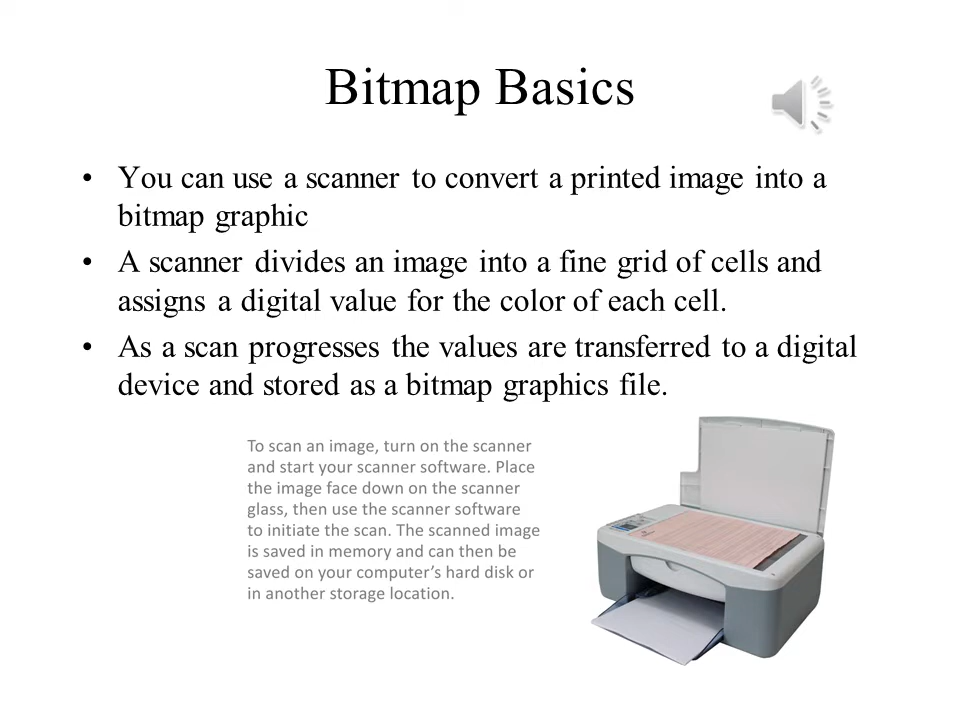 Bitmap Basics
• You can use a scanner to convert a printed image into a
bitmap graphic
• A scanner divides an image into a fine grid of cells and
assigns a digital value for the color of each cell.
• As a scan progresses the values are transferred to a digital
device and stored as a bitmap graphics file.
To scan an image, turn on the scanner
and start your scanner software. Place
the image face down on the scanner
glass, then use the scanner software
to initiate the scan. The scanned image
is saved in memory and can then be
saved on your computer’s hard disk or
in another storage location.